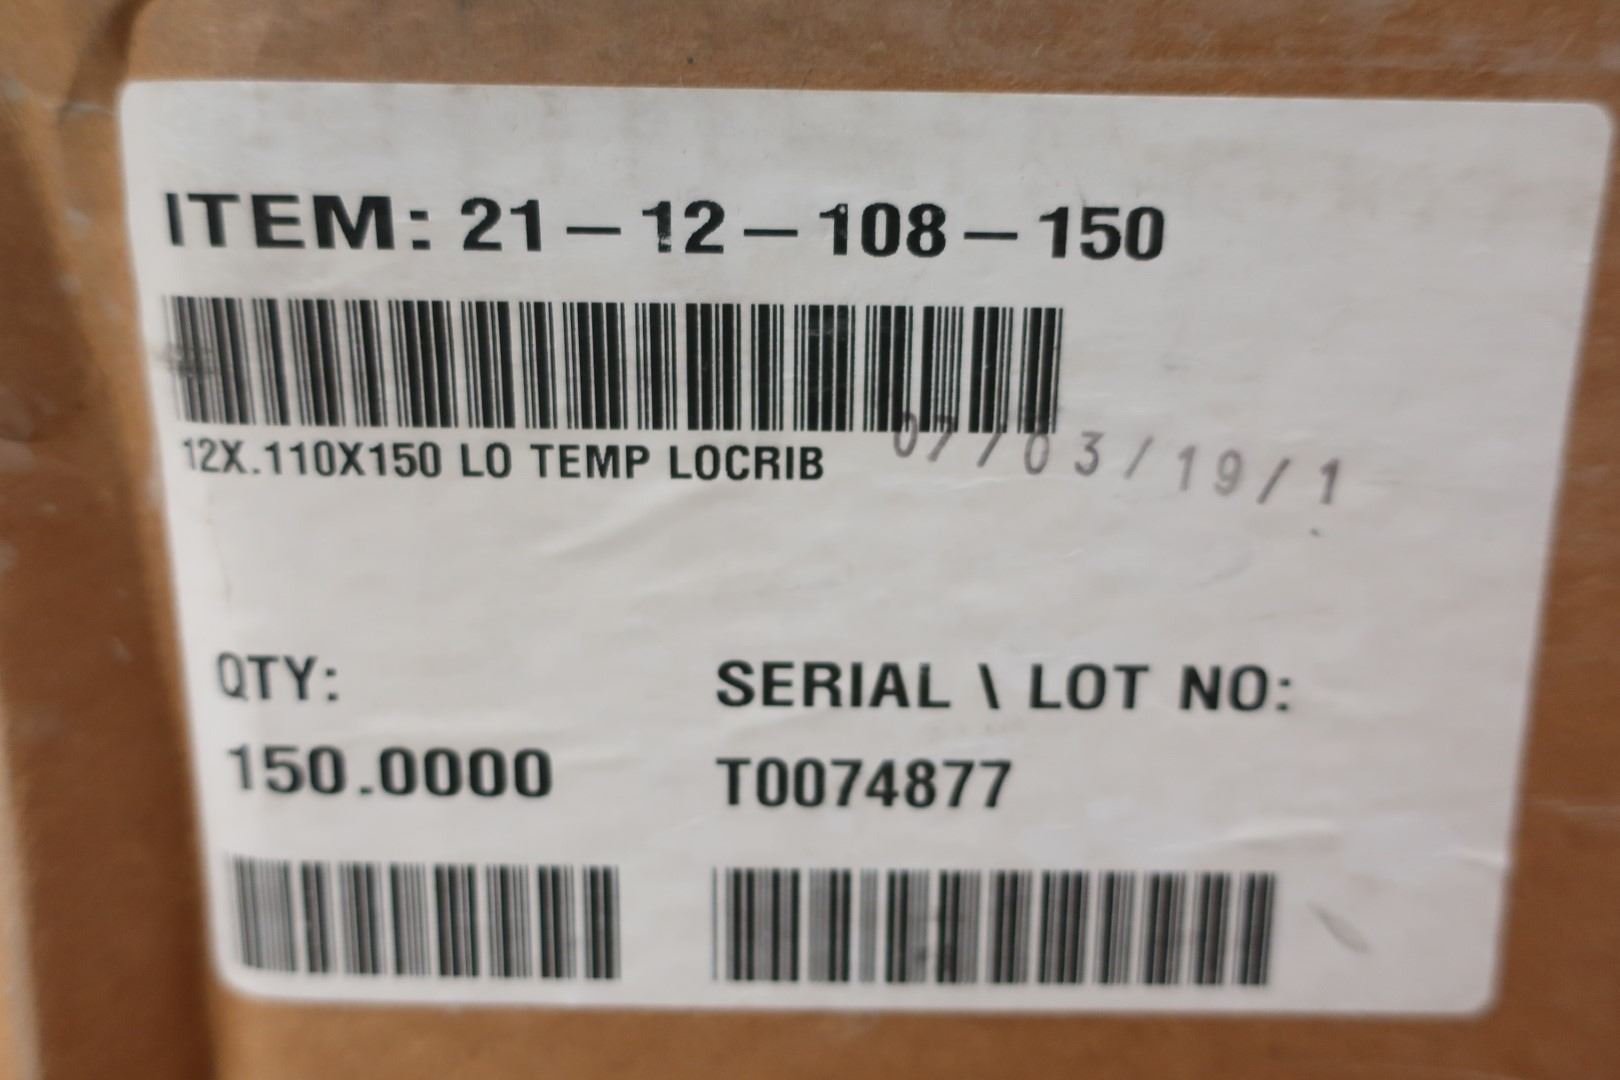 ITEM: 21-12-108-150
12X.110X150 LO TEMP LOCRIB
07/03/19/1
QTY:
SERIAL \ LOT NO:
150.0000
T0074877